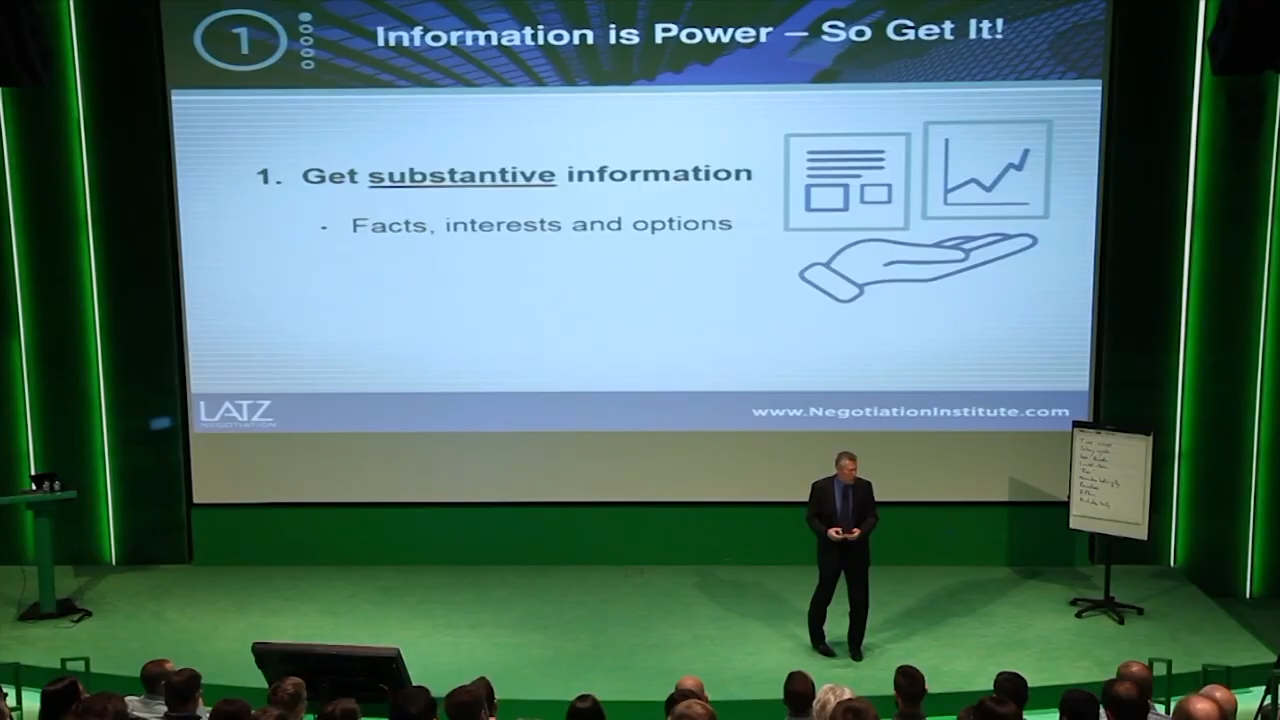 1
Information is Power – So Get It!
1. Get substantive information
· Facts, interests and options
LATZ
NEGOTIATION
www.NegotiationInstitute.com